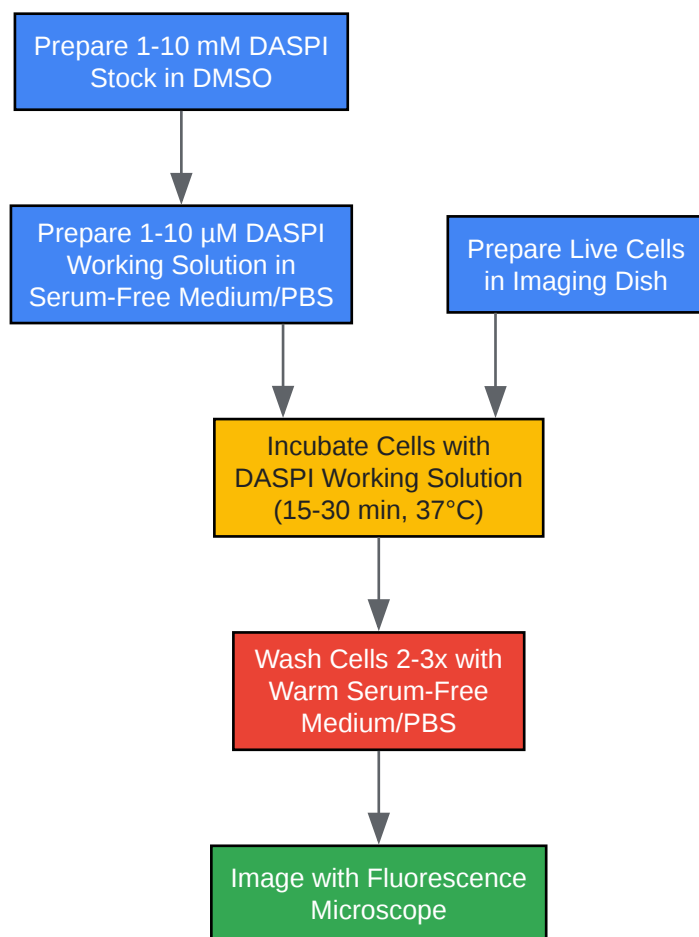 Prepare 1-10 mM DASPI
Stock in DMSO
Prepare 1-10 µM DASPI
Working Solution in
Serum-Free Medium/PBS
Prepare Live Cells
in Imaging Dish
Incubate Cells with
DASPI Working Solution
(15-30 min, 37°C)
Wash Cells 2-3x with
Warm Serum-Free
Medium/PBS
Image with Fluorescence
Microscope